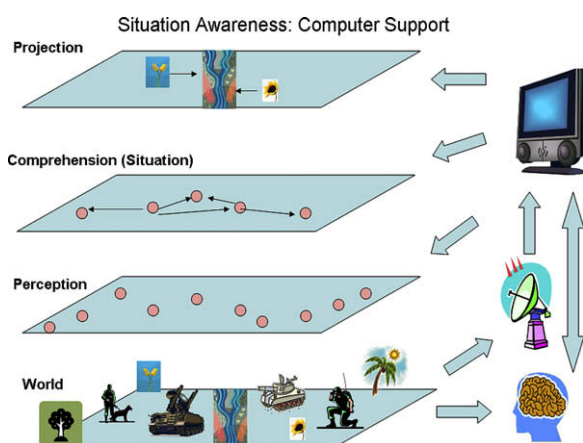 Situation Awareness: Computer Support
Projection
Comprehension (Situation)
Perception
World